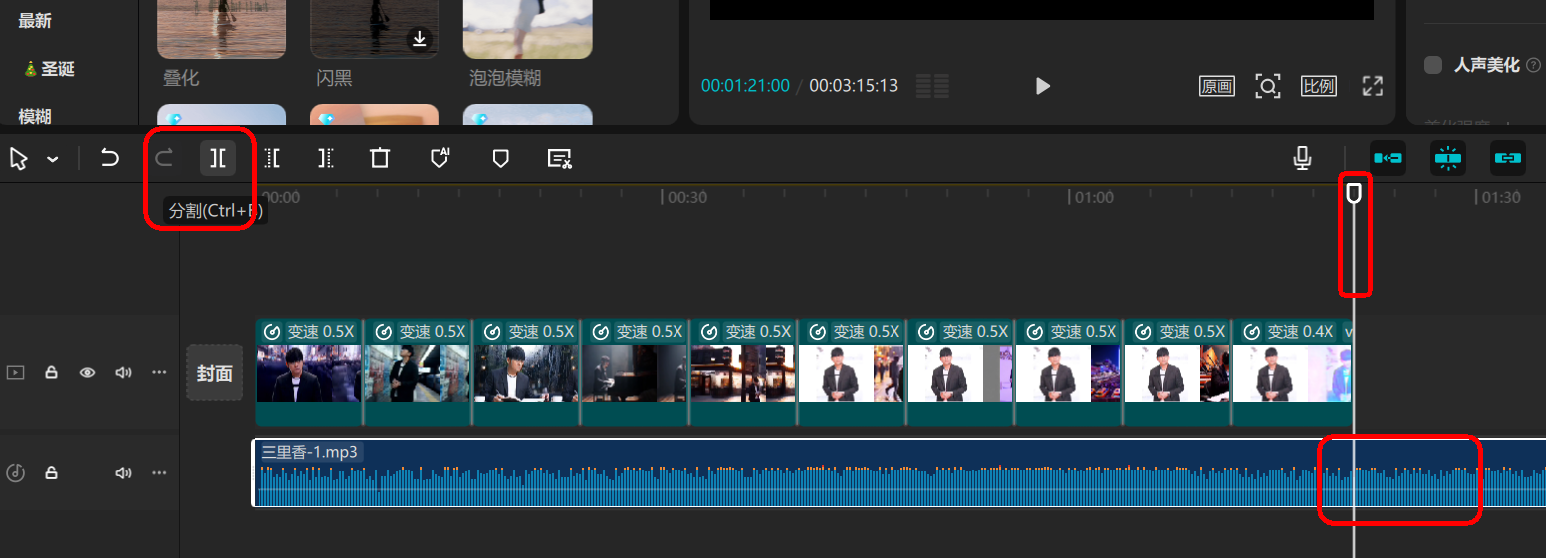 最新
圣诞
模糊
叠化
闪黑
泡泡模糊
00:01:21:00 / 00:03:15:13
原画
比例
人声美化
AI
分割(Ctrl+B)
00:00
00:30
01:00
01:30
封面
变速 0.5X
变速 0.5X
变速 0.5X
变速 0.5X
变速 0.5X
变速 0.5X
变速 0.5X
变速 0.5X
变速 0.5X
变速 0.4X
三里香-1.mp3